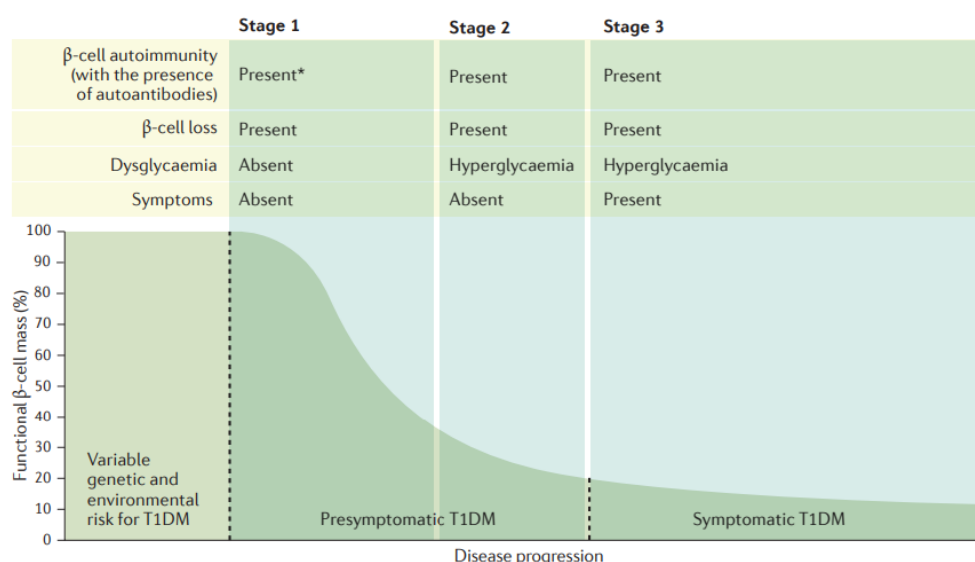 Stage 1 Stage 2 Stage 3
β-cell autoimmunity
(with the presence
of autoantibodies)
Present* Present Present
β-cell loss Present Present Present
Dysglycaemia Absent Hyperglycaemia Hyperglycaemia
Symptoms Absent Absent Present
100
90
80
70
60
50
40
30
20
10
0
Functional β-cell mass (%)
Variable
genetic and
environmental
risk for T1DM
Presymptomatic T1DM Symptomatic T1DM
Disease progression